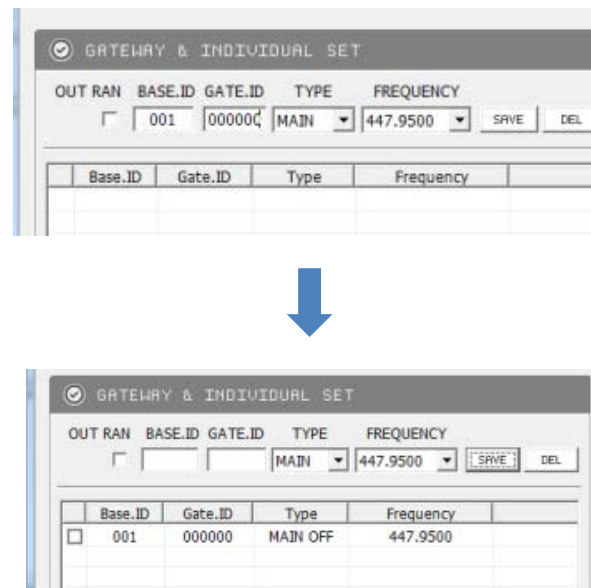 GATEWAY & INDIVIDUAL SET
OUT RAN BASE.ID GATE.ID TYPE FREQUENCY
001 000000 MAIN 447.9500 SAVE DEL
Base.ID Gate.ID Type Frequency
GATEWAY & INDIVIDUAL SET
OUT RAN BASE.ID GATE.ID TYPE FREQUENCY
MAIN 447.9500 SAVE DEL
Base.ID Gate.ID Type Frequency
001 000000 MAIN OFF 447.9500